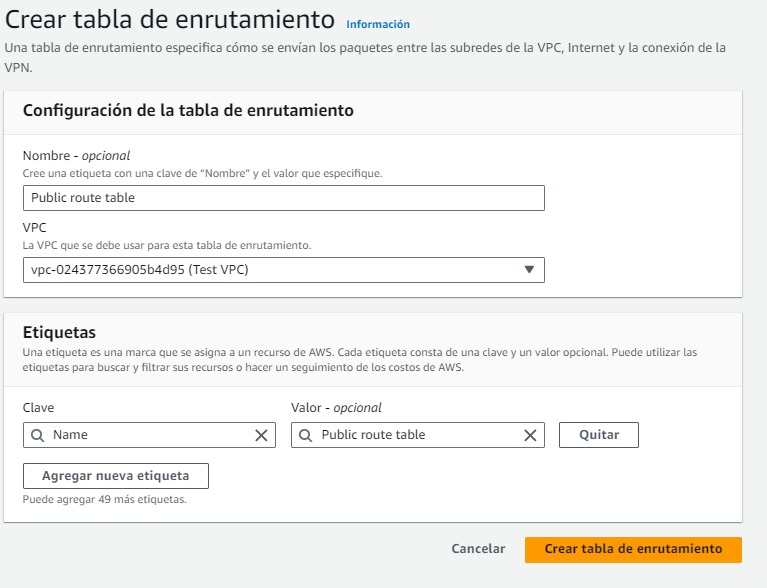 Crear tabla de enrutamiento Información
Una tabla de enrutamiento especifica cómo se envían los paquetes entre las subredes de la VPC, Internet y la conexión de la
VPN.
Configuración de la tabla de enrutamiento
Nombre - opcional
Cree una etiqueta con una clave de “Nombre” y el valor que especifique.
Public route table
VPC
La VPC que se debe usar para esta tabla de enrutamiento.
vpc-024377366905b4d95 (Test VPC)
Etiquetas
Una etiqueta es una marca que se asigna a un recurso de AWS. Cada etiqueta consta de una clave y un valor opcional. Puede utilizar las
etiquetas para buscar y filtrar sus recursos o hacer un seguimiento de los costos de AWS.
Clave Valor - opcional
Name Public route table Quitar
Agregar nueva etiqueta
Puede agregar 49 más etiquetas.
Cancelar Crear tabla de enrutamiento